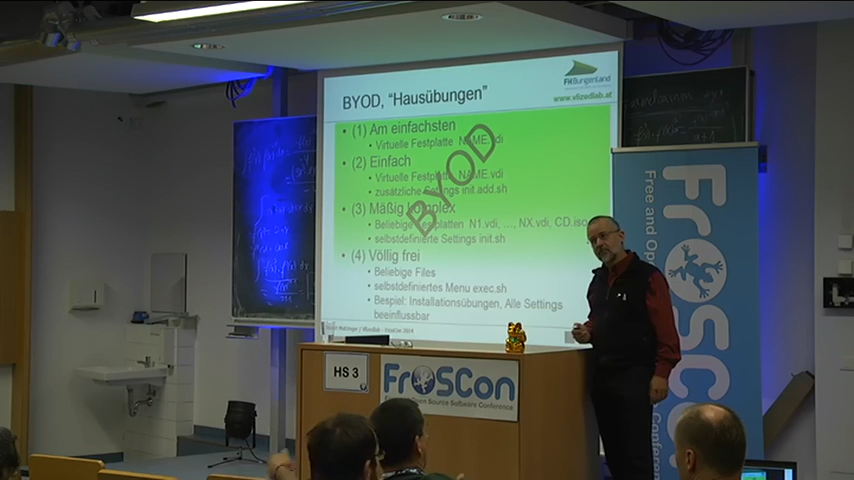 BYOD, "Hausübungen"
FH Burgenland
www.vlizedlab.at
• (1) Am einfachsten
• Virtuelle Festplatte NAME.vdi
• (2) Einfach
• Virtuelle Festplatte NAME.vdi
• zusätzliche Settings init.add.sh
• (3) Mäßig komplex
• Beliebige Festplatten N1.vdi, ..., NX.vdi, CD.iso
• selbstdefinierte Settings init.sh
• (4) Völlig frei
• Beliebige Files
• selbstdefiniertes Menu exec.sh
• Bespiel: Installationsübungen, Alle Settings
beeinflussbar
BYOD
HS 3
FrOSCon
Free and Open Source Software Conference
FrOSCon
Free and Op
Conference